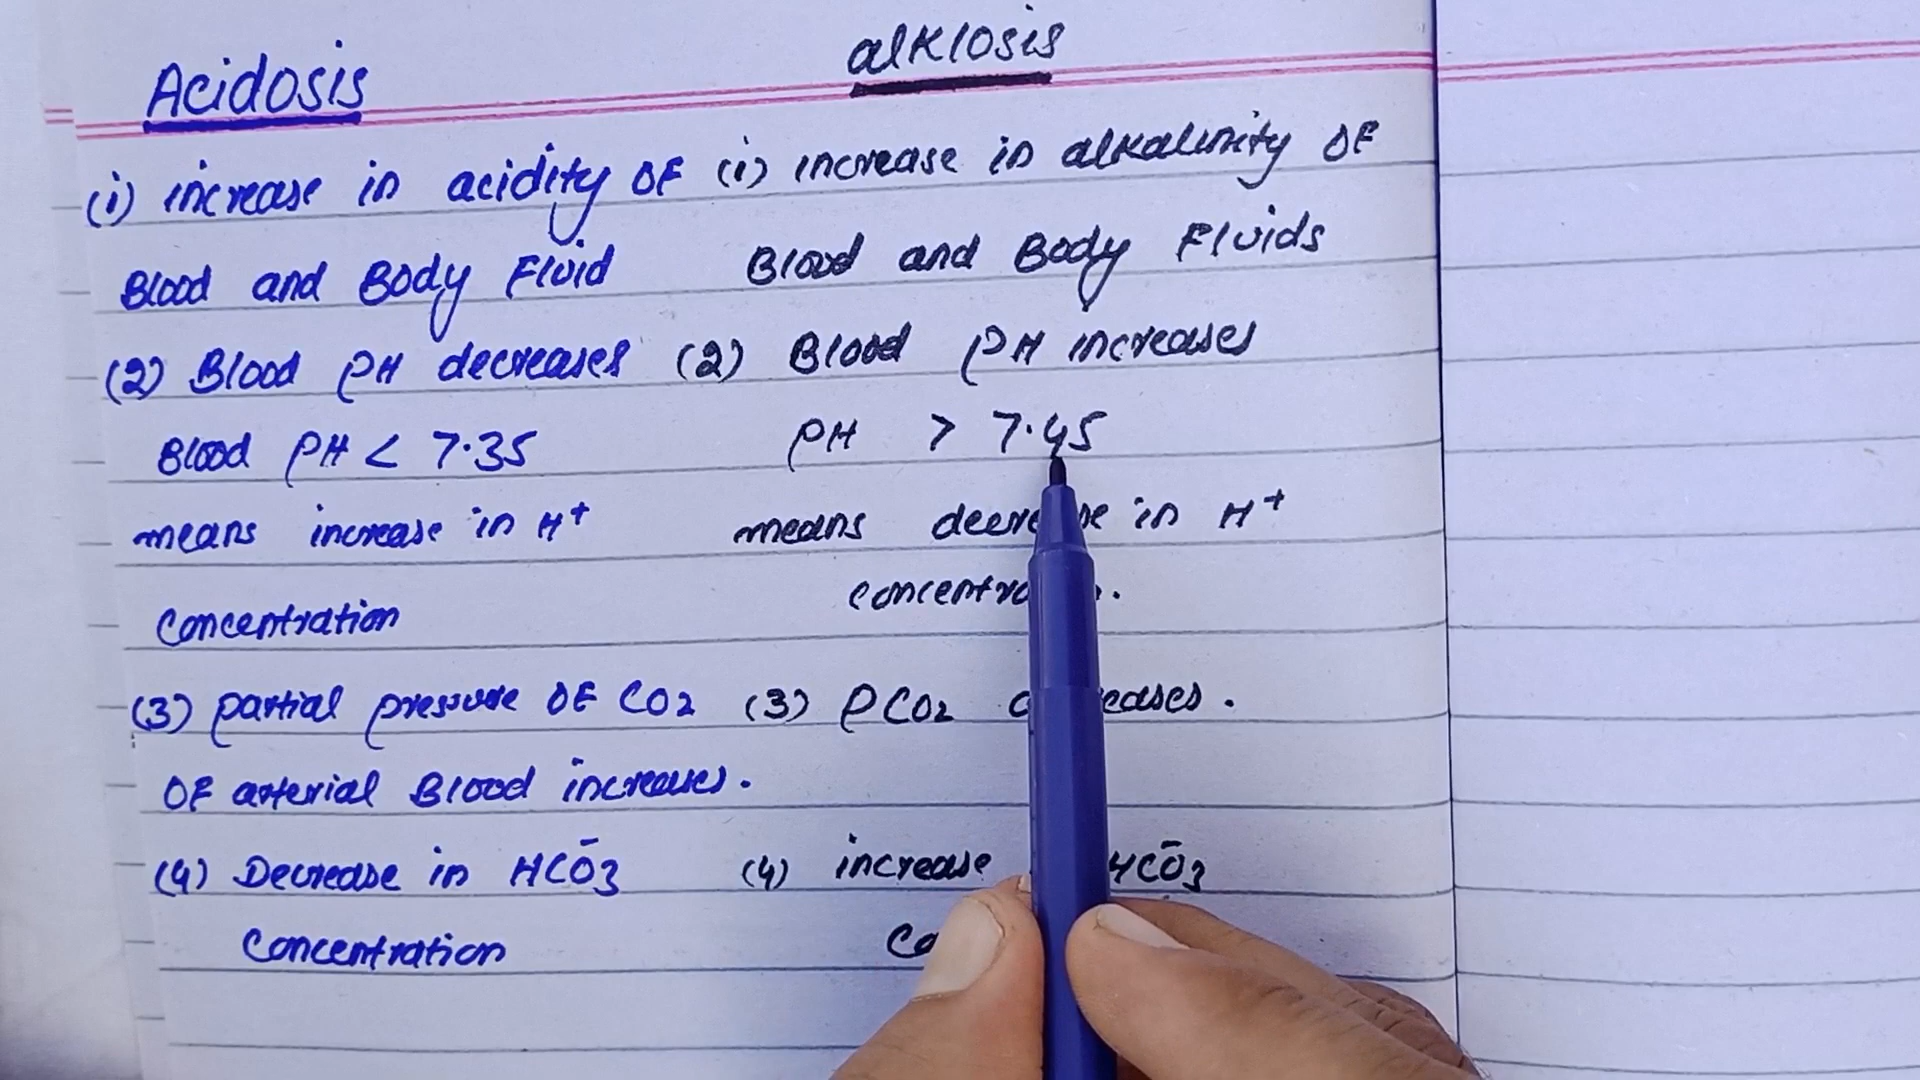 Acidosis
alklosis
(i) increase in acidity of
Blood and Body Fluid
(2) Blood PH decreases
Blood PH < 7.35
means increase in H+
Concentration
(3) partial pressure of CO2
of arterial Blood increases.
(4) Decrease in HCO3-
Concentration
(i) increase in alkalinity of
Blood and Body Fluids
(2) Blood PH increases
PH > 7.45
means in H+
(3) PCO2
(4) increase HCO3-